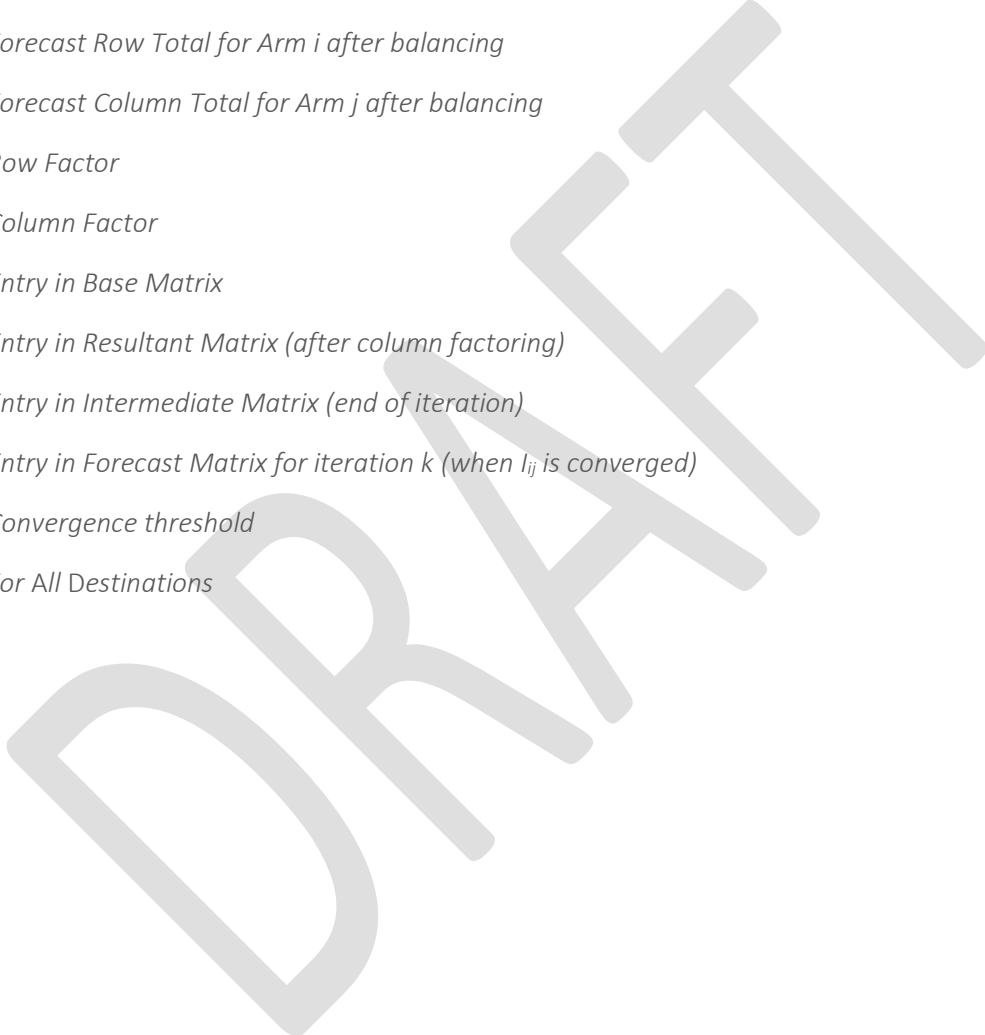 orecast Row Total for Arm i after balancing
orecast Column Total for Arm j after balancing
ow Factor
olumn Factor
ntry in Base Matrix
ntry in Resultant Matrix (after column factoring)
ntry in Intermediate Matrix (end of iteration)
ntry in Forecast Matrix for iteration k (when Iij is converged)
onvergence threshold
or All Destinations
DRAFT